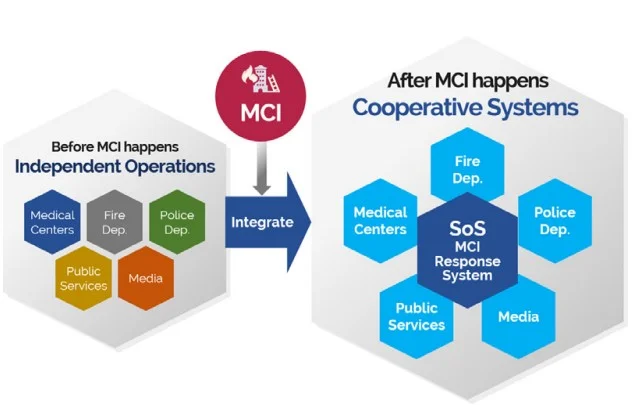 MCI
Before MCI happens
Independent Operations
Medical
Centers
Fire
Dep.
Police
Dep.
Public
Services
Media
Integrate
After MCI happens
Cooperative Systems
Fire
Dep.
Medical
Centers
Police
Dep.
SoS
MCI
Response
System
Public
Services
Media